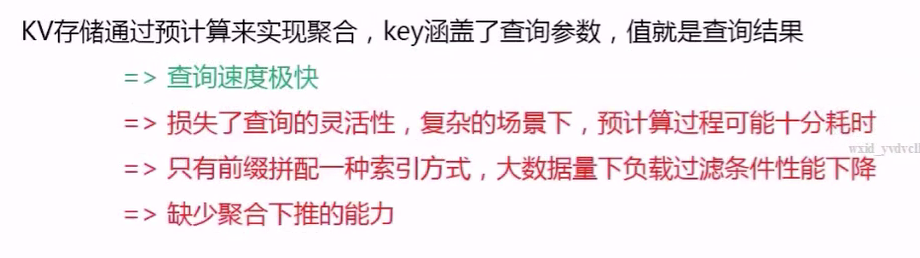 KV存储通过预计算来实现聚合，key涵盖了查询参数，值就是查询结果
=> 查询速度极快
=> 损失了查询的灵活性，复杂的场景下，预计算过程可能十分耗时
=> 只有前缀拼配一种索引方式，大数据量下负载过滤条件性能下降
=> 缺少聚合下推的能力